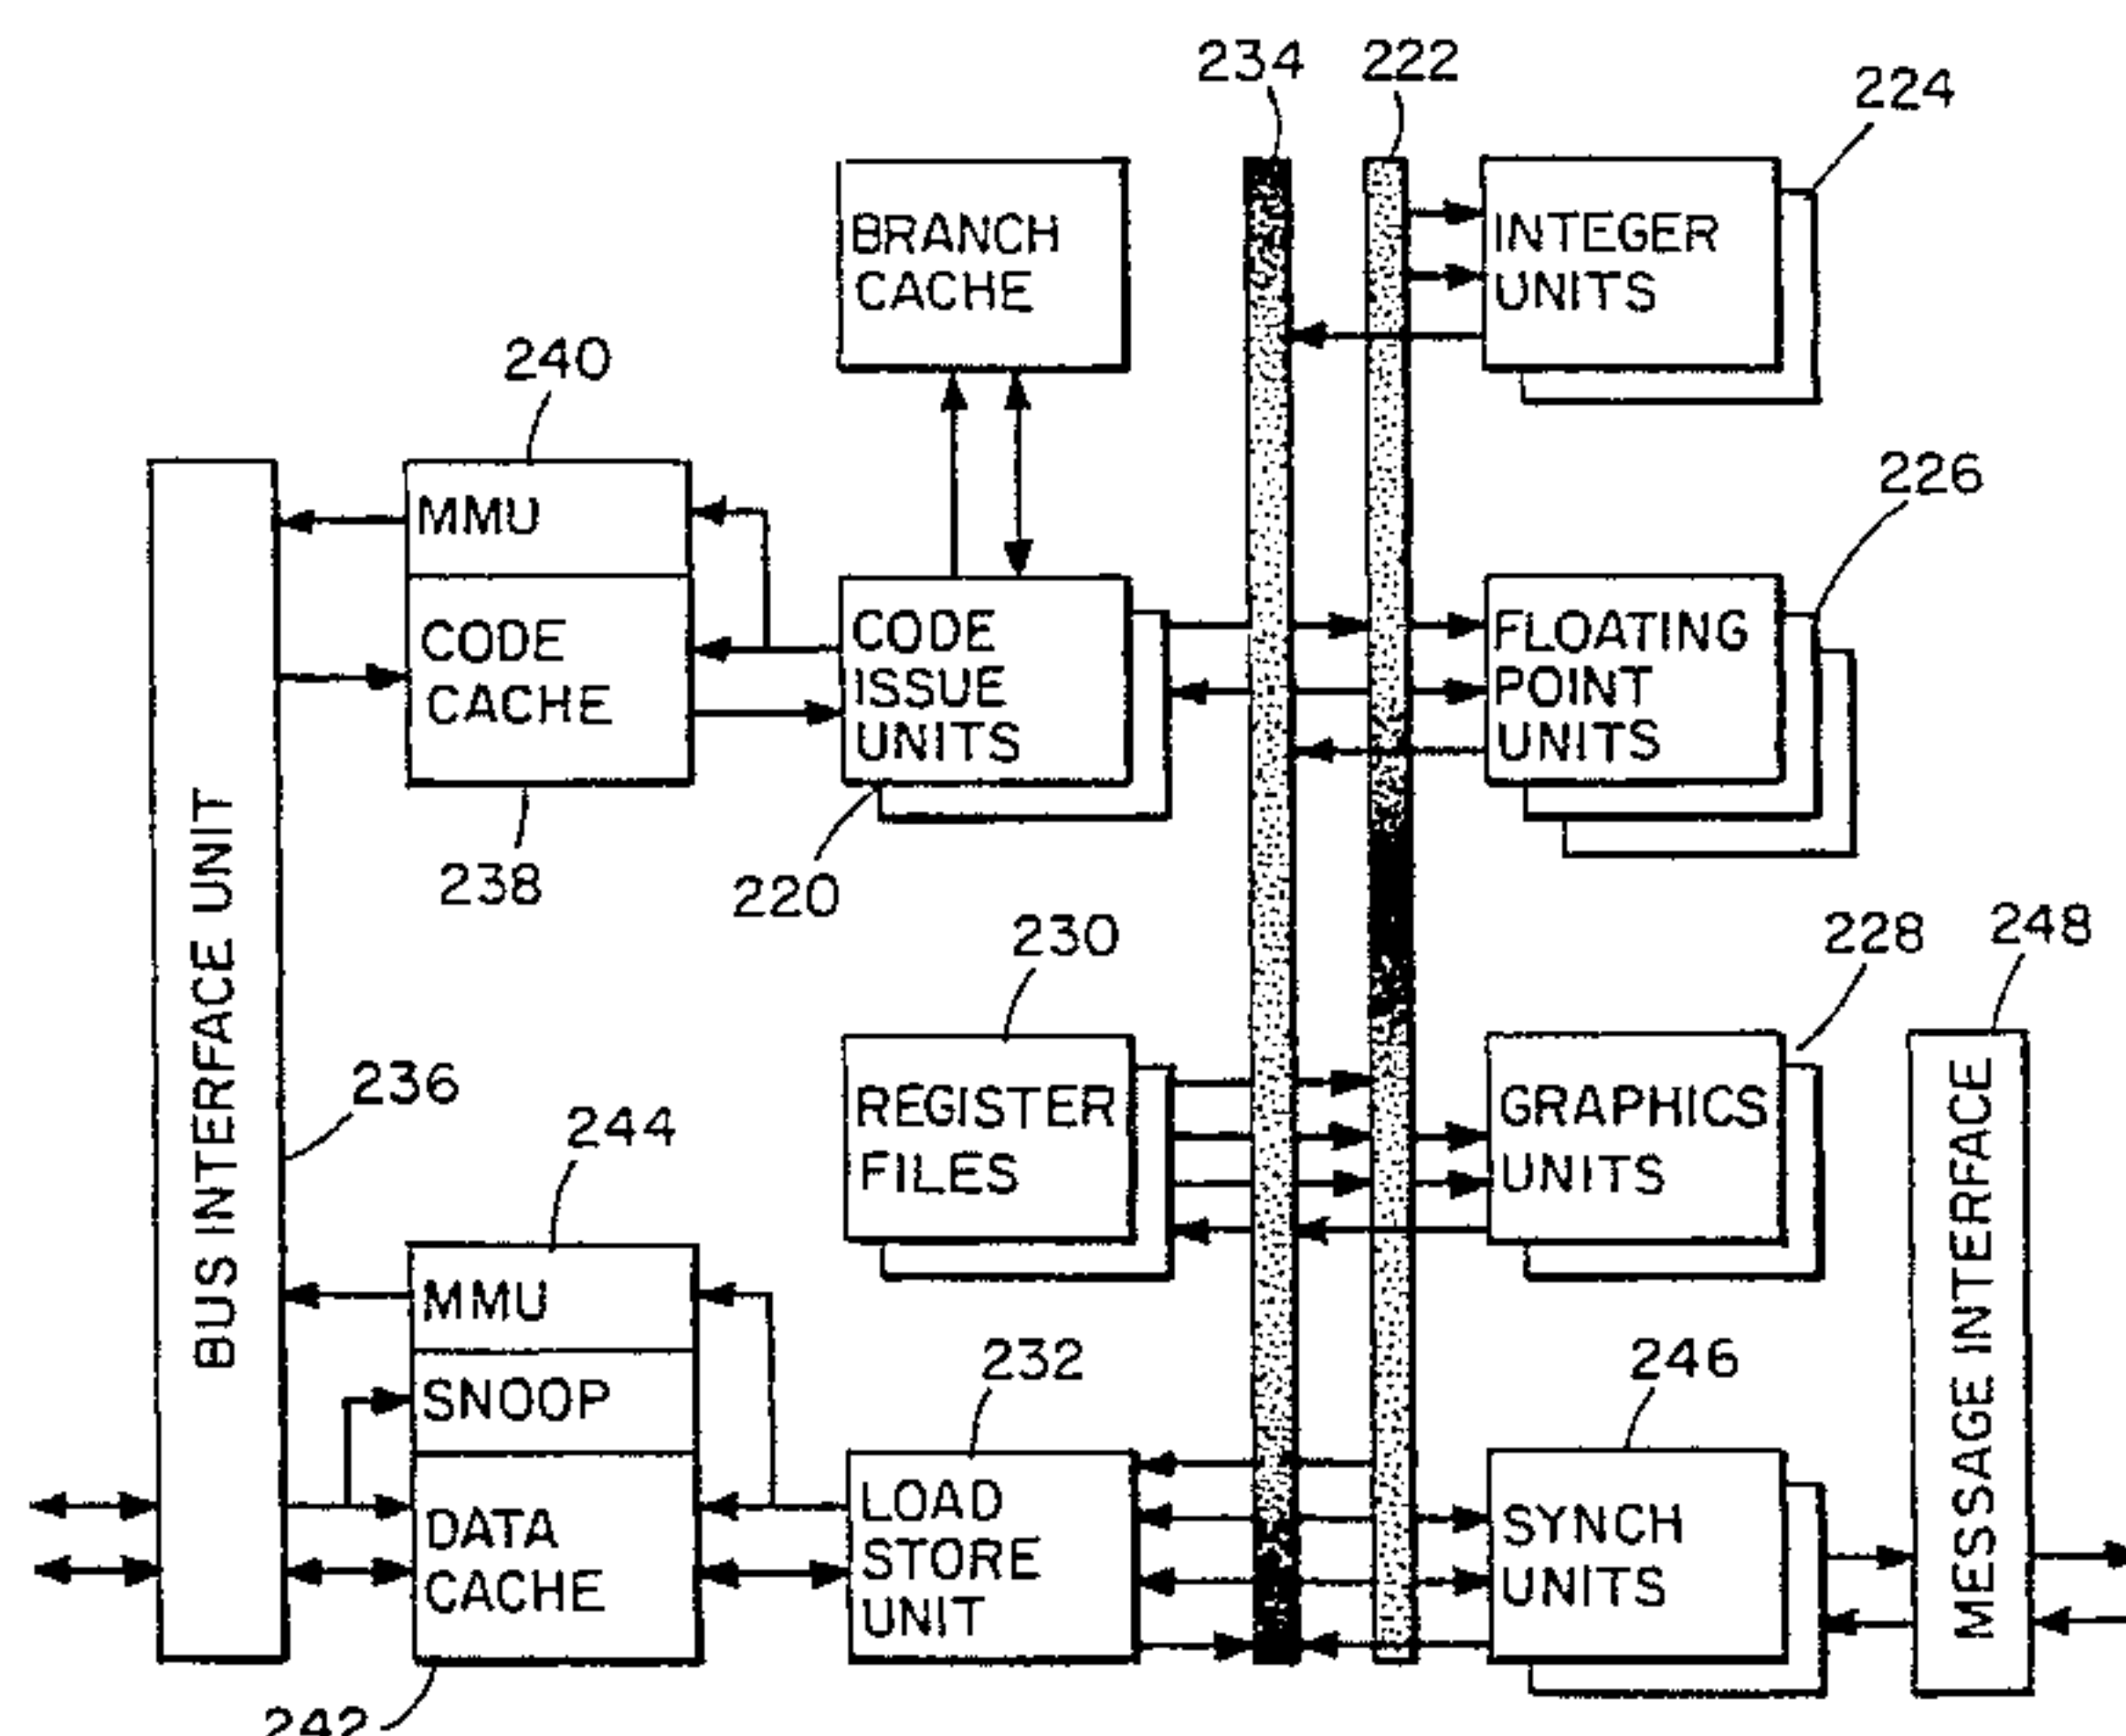 234
222
224
BRANCH
CACHE
INTEGER
UNITS
240
226
MMU
CODE
CACHE
CODE
ISSUE
UNITS
FLOATING
POINT
UNITS
238
220
230
228
248
BUS INTERFACE UNIT
236
244
REGISTER
FILES
GRAPHICS
UNITS
MESSAGE INTERFACE
MMU
SNOOP
DATA
CACHE
232
LOAD
STORE
UNIT
246
SYNCH
UNITS
242